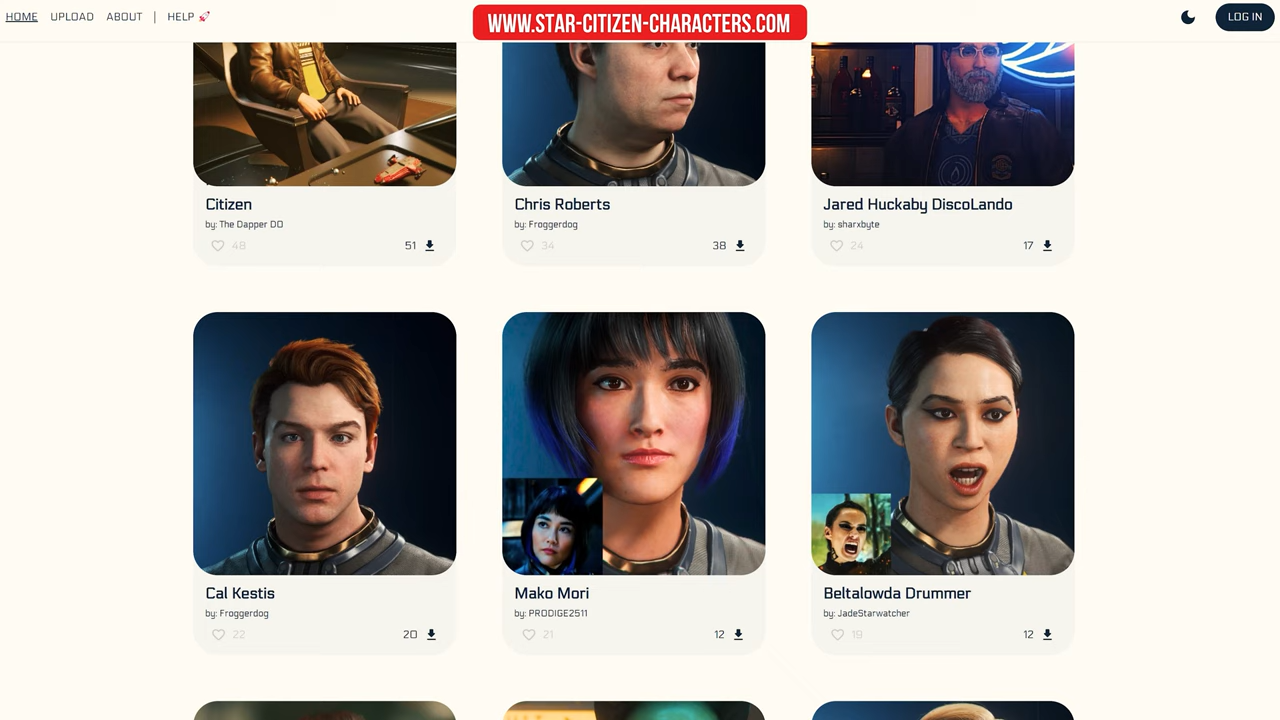 HOME UPLOAD ABOUT | HELP 🚀 WWW.STAR-CITIZEN-CHARACTERS.COM LOG IN
Citizen
by: The Dapper DD
48 51
Chris Roberts
by: Froggerdog
34 38
Jared Huckaby DiscoLando
by: sharxbyte
24 17
Cal Kestis
by: Froggerdog
22 20
Mako Mori
by: PRODIGE2511
21 12
Beltalowda Drummer
by: JadeStarwatcher
19 12